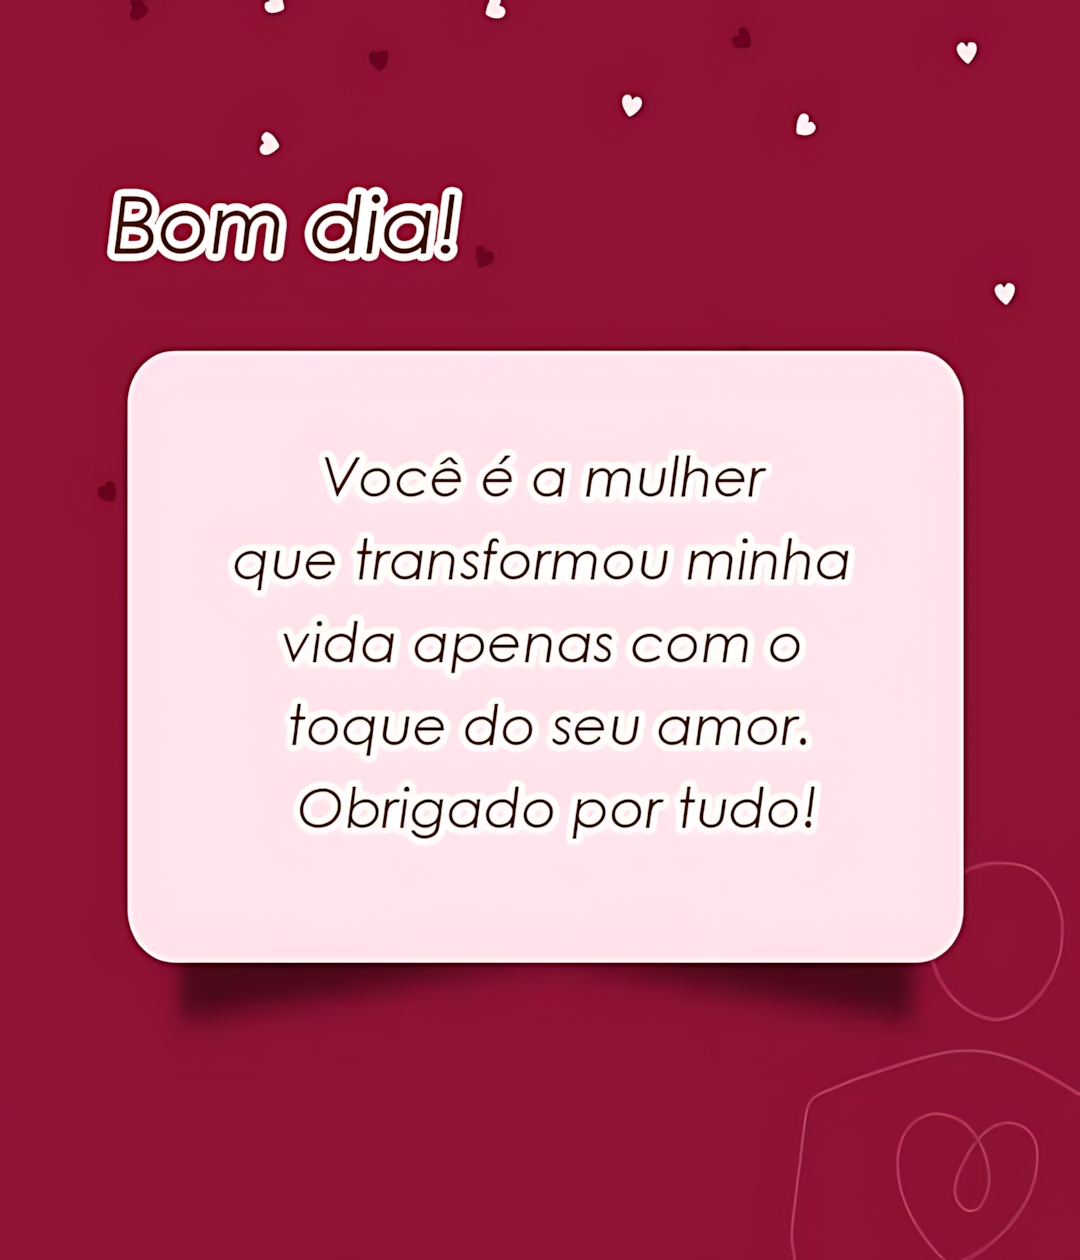 Bom dia!
Você é a mulher
que transformou minha
vida apenas com o
toque do seu amor.
Obrigado por tudo!